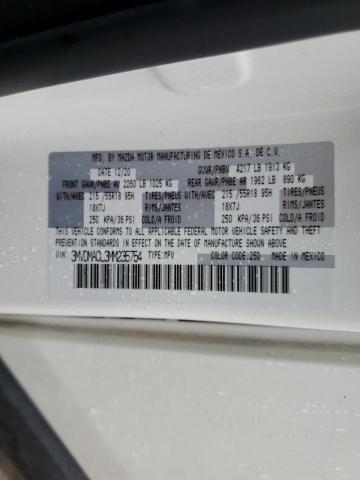 MFD. BY MAZDA MOTOR MANUFACTURING DE MEXICO S.A. DE C.V.
DATE 12/20 GVWR/PNBV 4217 LB 1913 KG
FRONT GAWR/PNBE AV 2260 LB 1025 KG REAR GAWR/PNBE AR 1962 LB 890 KG
WITH/AVEC 215 /55R18 95H TIRES/PNEUS WITH/AVEC 215 /55R18 95H TIRES/PNEUS
18X7J RIMS/JANTES 18X7J RIMS/JANTES
250 KPA/36 PSI COLD/A FROID 250 KPA/36 PSI COLD/A FROID
THIS VEHICLE CONFORMS TO ALL APPLICABLE FEDERAL MOTOR VEHICLE SAFETY, BUMPER, AND THEFT
PREVENTION STANDARDS IN EFFECT ON THE DATE OF MANUFACTURE SHOWN ABOVE.
VIN: TYPE:MPV COLOR CODE:25D MADE IN MEXICO